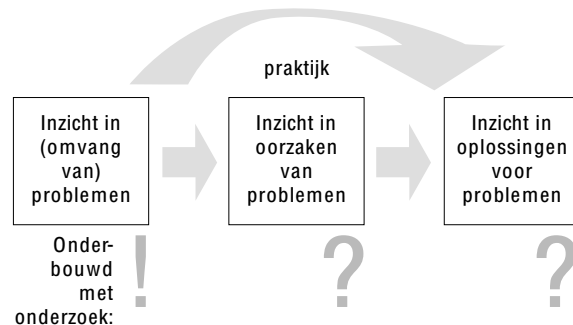 praktijk
Inzicht in
(omvang
van)
problemen
Inzicht in
oorzaken
van
problemen
Inzicht in
oplossingen
voor
problemen
Onder-
bouwd
met
onderzoek:
! ? ?